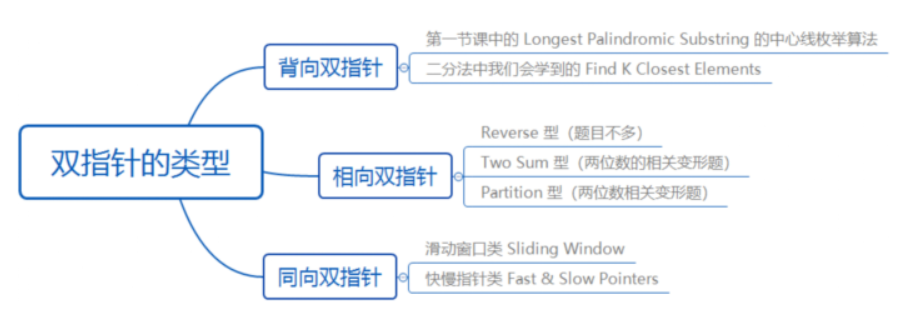 双指针的类型
背向双指针
第一节课中的 Longest Palindromic Substring 的中心线枚举算法
二分法中我们会学到的 Find K Closest Elements
相向双指针
Reverse 型（题目不多）
Two Sum 型（两位数的相关变形题）
Partition 型（两位数相关变形题）
同向双指针
滑动窗口类 Sliding Window
快慢指针类 Fast & Slow Pointers